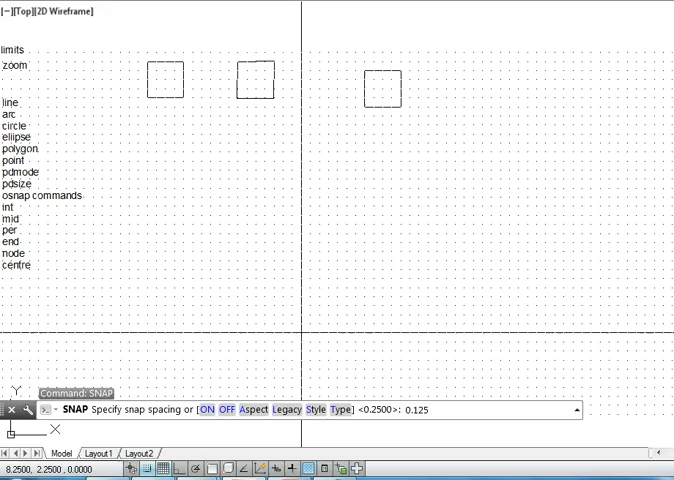 [−][Top][2D Wireframe]
limits
zoom
line
arc
circle
ellipse
polygon
point
pdmode
pdsize
osnap commands
int
mid
per
end
node
centre
Y
Command: SNAP
SNAP Specify snap spacing or [ON OFF Aspect Legacy Style Type] <0.2500>: 0.125
X
Model Layout1 Layout2
8.2500, 2.2500, 0.0000